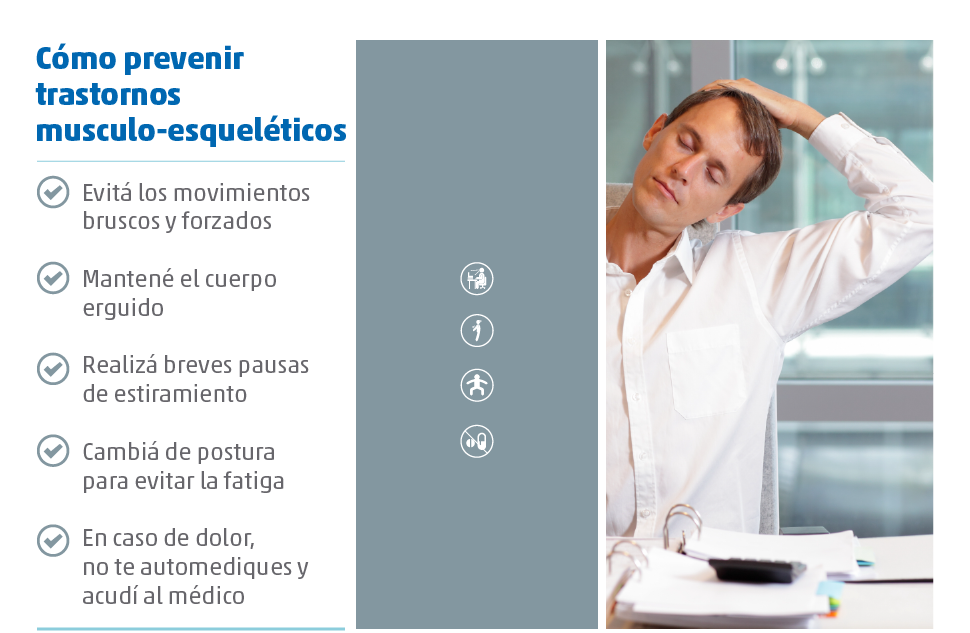 Cómo prevenir
trastornos
musculo-esqueléticos
Evitá los movimientos
bruscos y forzados
Mantené el cuerpo
erguido
Realizá breves pausas
de estiramiento
Cambiá de postura
para evitar la fatiga
En caso de dolor,
no te automediques y
acudí al médico